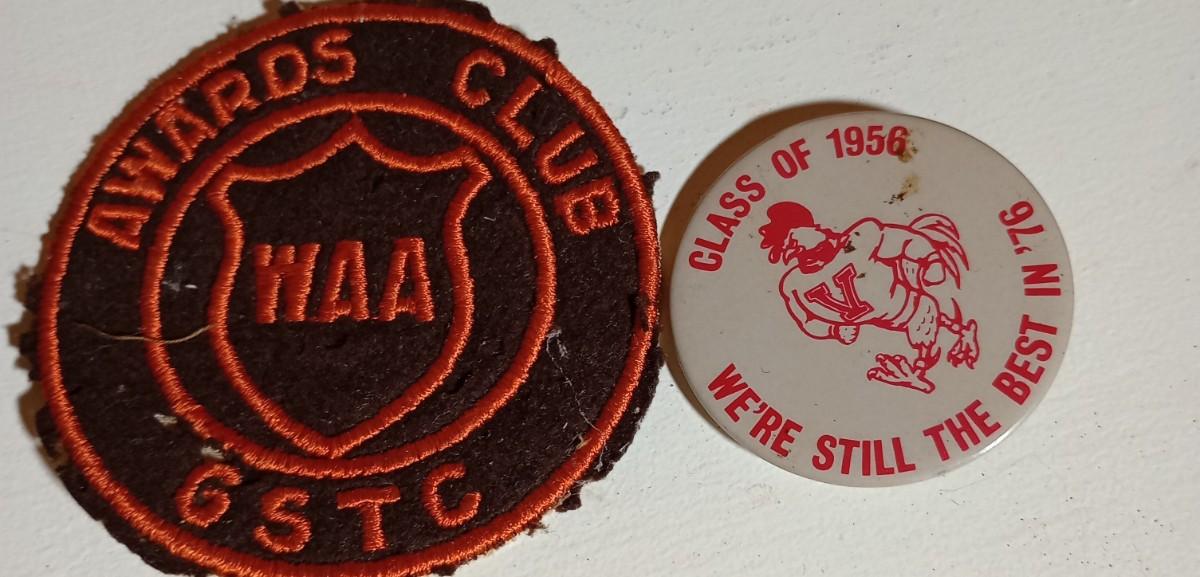 AWARDS CLUB
WAA
GSTC
CLASS OF 1956
V
WE'RE STILL THE BEST IN '76